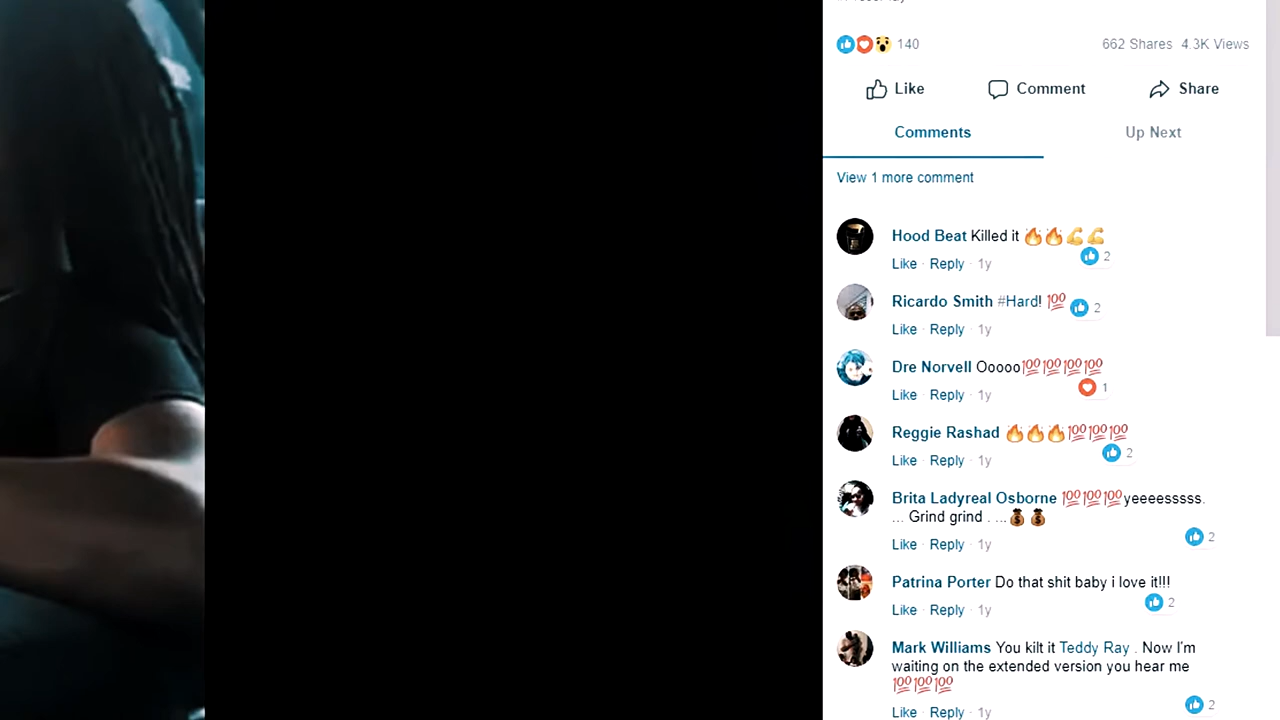 140 662 Shares 4.3K Views
Like Comment Share
Comments Up Next
View 1 more comment
Hood Beat Killed it 🔥🔥💪💪
2
Like · Reply · 1y
Ricardo Smith #Hard! 💯 2
Like · Reply · 1y
Dre Norvell Ooooo💯💯💯💯
1
Like · Reply · 1y
Reggie Rashad 🔥🔥🔥💯💯💯
2
Like · Reply · 1y
Brita Ladyreal Osborne 💯💯💯yeeeesssss.
... Grind grind . ...💰💰
2
Like · Reply · 1y
Patrina Porter Do that shit baby i love it!!!
2
Like · Reply · 1y
Mark Williams You kilt it Teddy Ray . Now I'm
waiting on the extended version you hear me
💯💯💯
2
Like · Reply · 1y